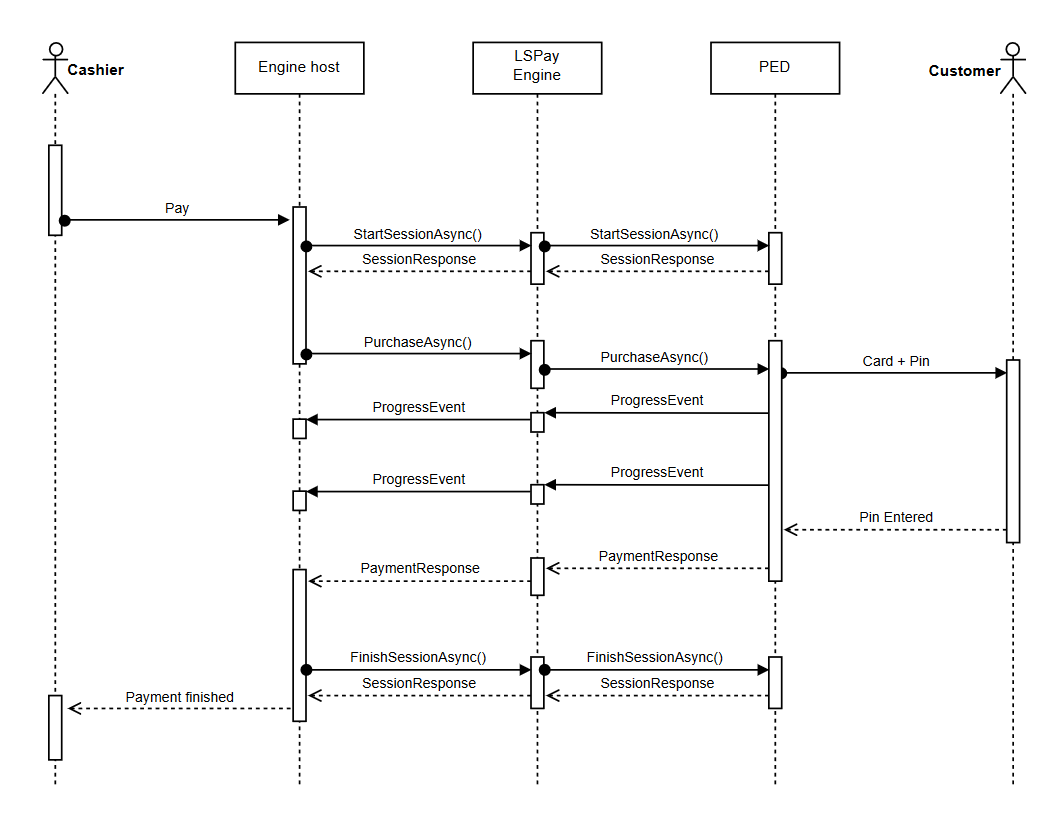 Cashier
Engine host
LSPay
Engine
PED
Customer
Pay
StartSessionAsync()
StartSessionAsync()
SessionResponse
SessionResponse
PurchaseAsync()
PurchaseAsync()
Card + Pin
ProgressEvent
ProgressEvent
ProgressEvent
ProgressEvent
Pin Entered
PaymentResponse
PaymentResponse
FinishSessionAsync()
FinishSessionAsync()
SessionResponse
SessionResponse
Payment finished